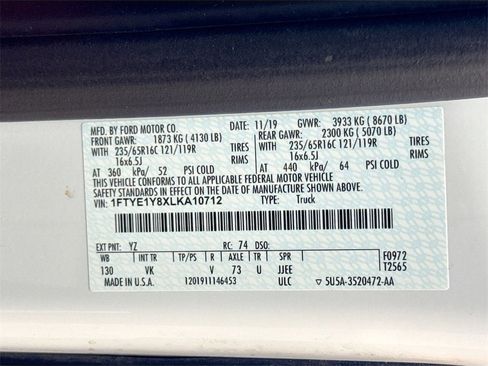 MFD. BY FORD MOTOR CO. DATE: 11/19 GVWR: 3933 KG ( 8670 LB)
FRONT GAWR: 1873 KG ( 4130 LB) REAR GAWR: 2300 KG ( 5070 LB)
WITH 235/65R16C 121/119R TIRES WITH 235/65R16C 121/119R TIRES
16x6.5J RIMS 16x6.5J RIMS
AT 360 kPa/ 52 PSI COLD AT 440 kPa/ 64 PSI COLD
THIS VEHICLE CONFORMS TO ALL APPLICABLE FEDERAL MOTOR VEHICLE
SAFETY STANDARDS IN EFFECT ON THE DATE OF MANUFACTURE SHOWN ABOVE.
VIN: 1FTYE1Y8XLKA10712 TYPE: Truck
EXT PNT: YZ RC: 74 DSO: F0972
WB INT TR TP/PS R AXLE TR SPR T2565
130 VK V 73 U JJEE
MADE IN U.S.A. 1201911146453 ULC 5U5A-3520472-AA